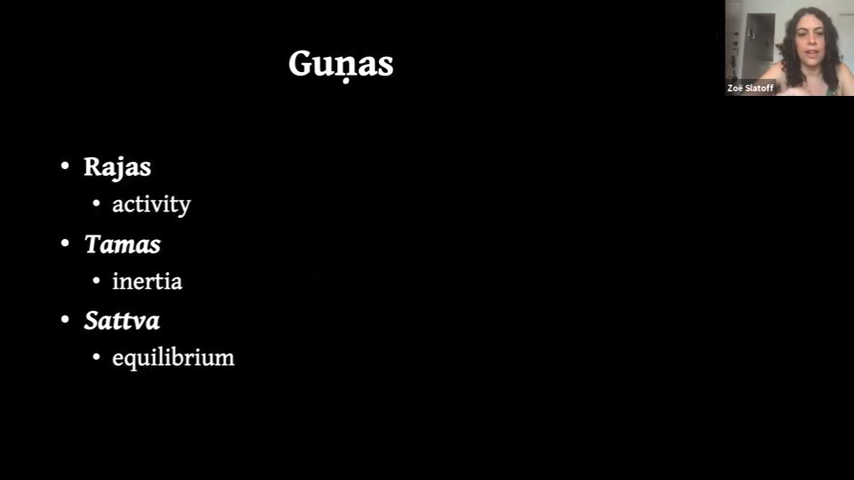 Guṇas
Zoë Slatoff
• Rajas
• activity
• Tamas
• inertia
• Sattva
• equilibrium